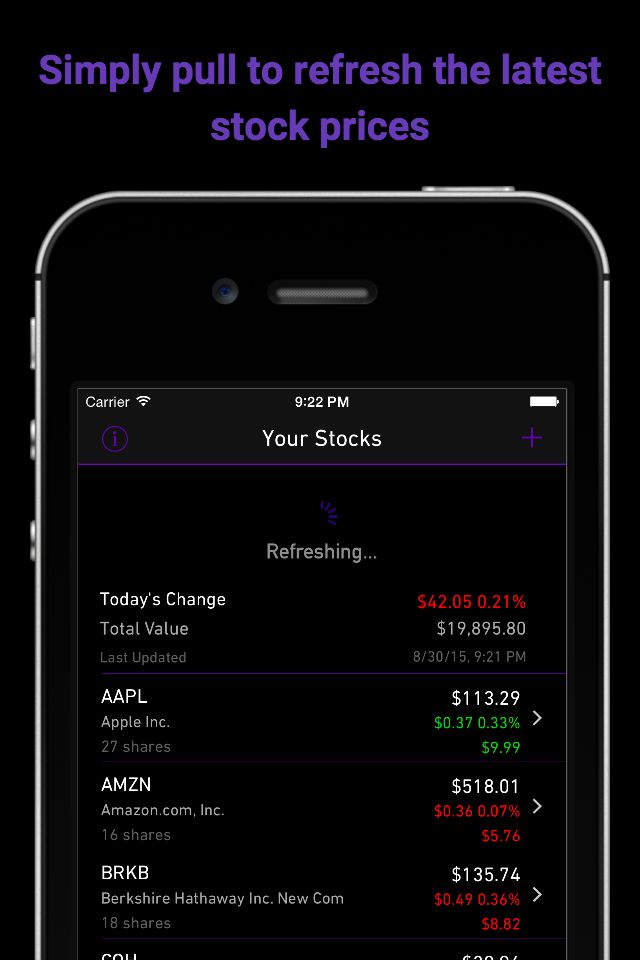 Simply pull to refresh the latest
stock prices
Carrier 9:22 PM
Your Stocks
Refreshing...
Today's Change $42.05 0.21%
Total Value $19,895.80
Last Updated 8/30/15, 9:21 PM
AAPL $113.29
Apple Inc. $0.37 0.33%
27 shares $9.99
AMZN $518.01
Amazon.com, Inc. $0.36 0.07%
16 shares $5.76
BRKB $135.74
Berkshire Hathaway Inc. New Com $0.49 0.36%
18 shares $8.82